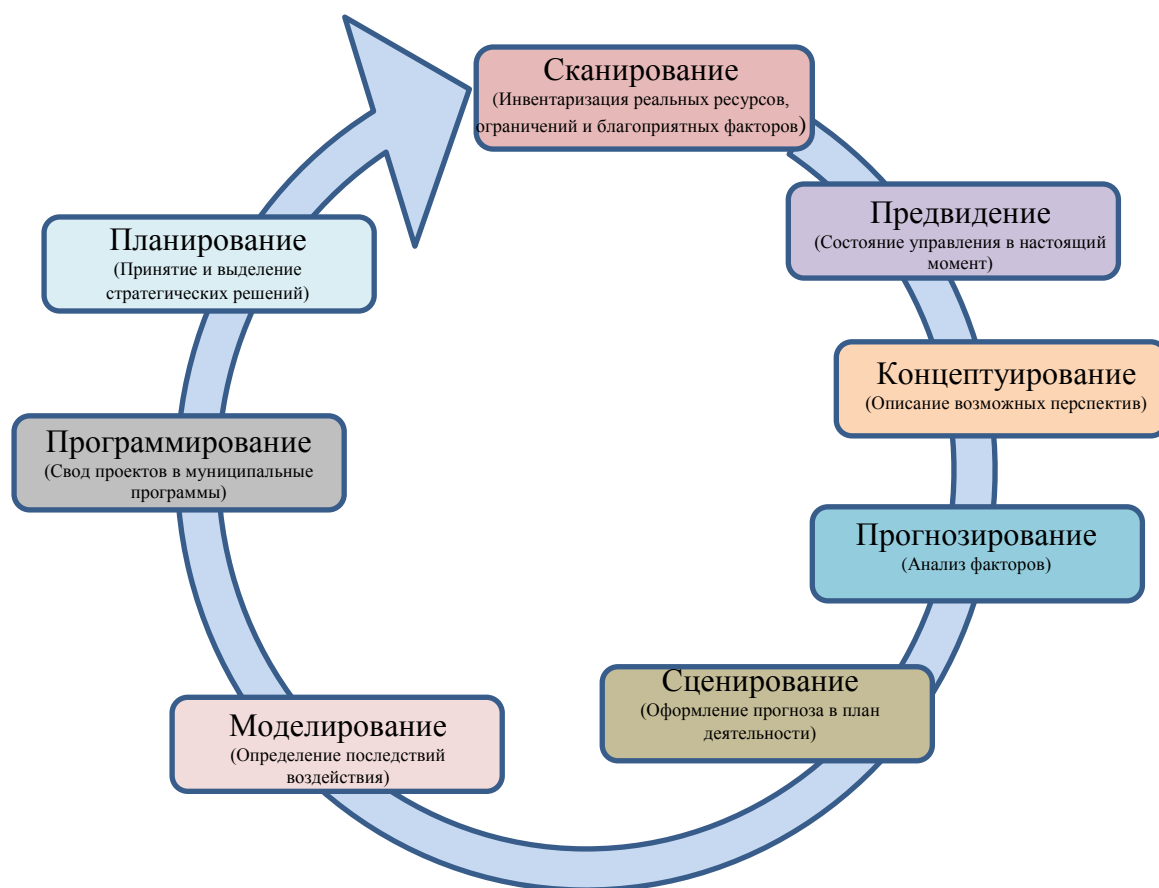 Сканирование
(Инвентаризация реальных ресурсов,
ограничений и благоприятных факторов)
Предвидение
(Состояние управления в настоящий
момент)
Концептуирование
(Описание возможных перспектив)
Прогнозирование
(Анализ факторов)
Сценирование
(Оформление прогноза в план
деятельности)
Моделирование
(Определение последствий
воздействия)
Программирование
(Свод проектов в муниципальные
программы)
Планирование
(Принятие и выделение
стратегических решений)